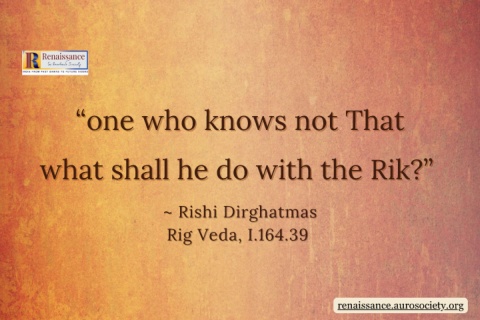 Renaissance
Sri Aurobindo Society
“one who knows not That
what shall he do with the Rik?”
~ Rishi Dirghatmas
Rig Veda, I.164.39
renaissance.aurosociety.org